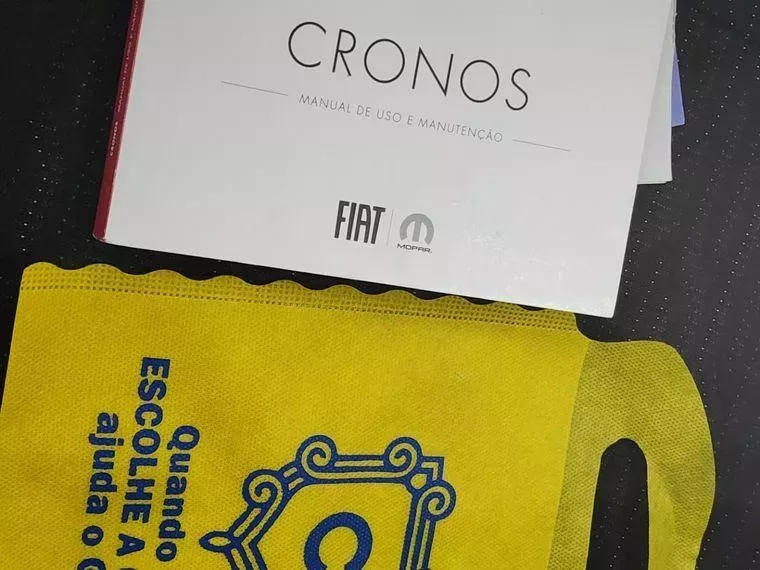 CRONOS
MANUAL DE USO E MANUTENÇÃO
FIAT
MOPAR
Quando
ESCOLHE A
ajuda o